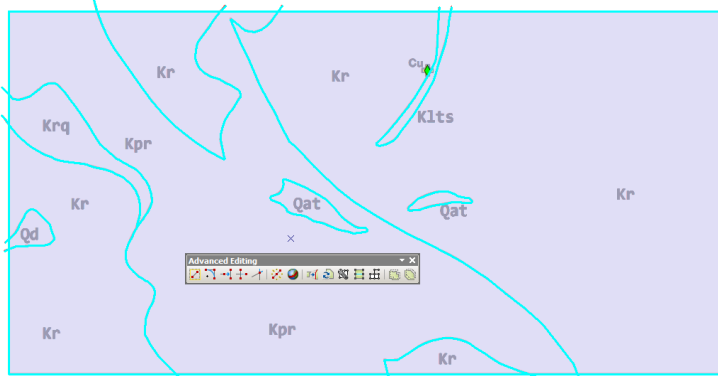 Cu
Kr
Kr
Klts
Krq
Kpr
Kr
Kr
Qat
Qat
Qd
Advanced Editing
Kr
Kpr
Kr